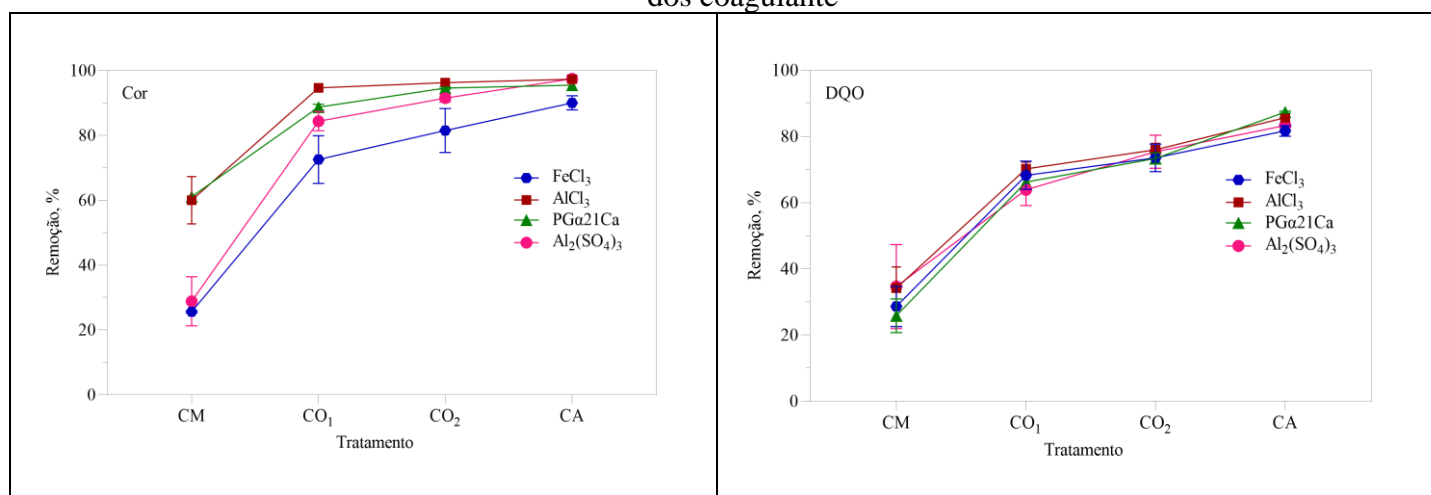 dos coagulante
Cor
Remoção, %
100
80
60
40
20
0
CM
CO₁
CO₂
CA
Tratamento
FeCl₃
AlCl₃
PGα21Ca
Al₂(SO₄)₃
DQO
Remoção, %
100
80
60
40
20
0
CM
CO₁
CO₂
CA
Tratamento
FeCl₃
AlCl₃
PGα21Ca
Al₂(SO₄)₃